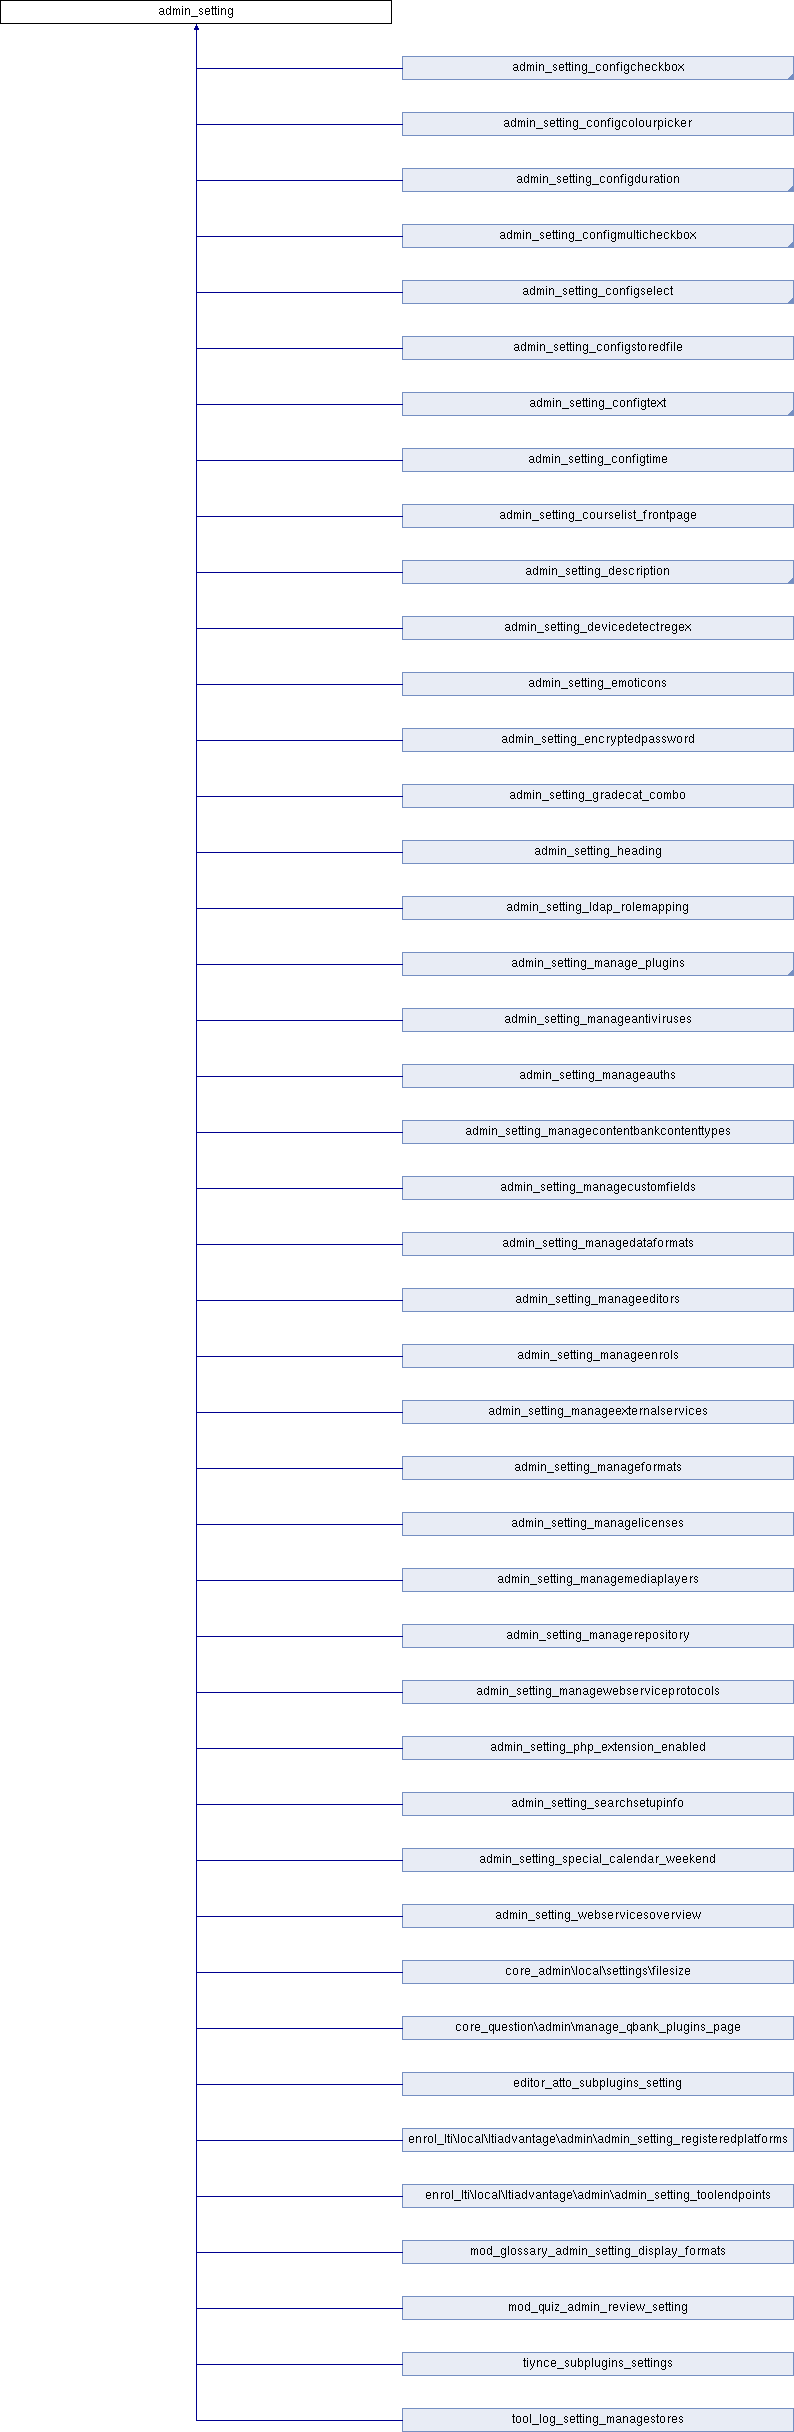 admin_setting
admin_setting_configcheckbox
admin_setting_configcolourpicker
admin_setting_configduration
admin_setting_configmulticheckbox
admin_setting_configselect
admin_setting_configstoredfile
admin_setting_configtext
admin_setting_configtime
admin_setting_courselist_frontpage
admin_setting_description
admin_setting_devicedetectregex
admin_setting_emoticons
admin_setting_encryptedpassword
admin_setting_gradecat_combo
admin_setting_heading
admin_setting_ldap_rolemapping
admin_setting_manage_plugins
admin_setting_manageantiviruses
admin_setting_manageauths
admin_setting_managecontentbankcontenttypes
admin_setting_managecustomfields
admin_setting_managedataformats
admin_setting_manageeditors
admin_setting_manageenrols
admin_setting_manageexternalservices
admin_setting_manageformats
admin_setting_managelicenses
admin_setting_managemediaplayers
admin_setting_managerepository
admin_setting_managewebserviceprotocols
admin_setting_php_extension_enabled
admin_setting_searchsetupinfo
admin_setting_special_calendar_weekend
admin_setting_webservicesoverview
core_admin\local\settings\filesize
core_question\admin\manage_qbank_plugins_page
editor_atto_subplugins_setting
enrol_lti\local\ltiadvantage\admin\admin_setting_registeredplatforms
enrol_lti\local\ltiadvantage\admin\admin_setting_toolendpoints
mod_glossary_admin_setting_display_formats
mod_quiz_admin_review_setting
tiynce_subplugins_settings
tool_log_setting_managestores